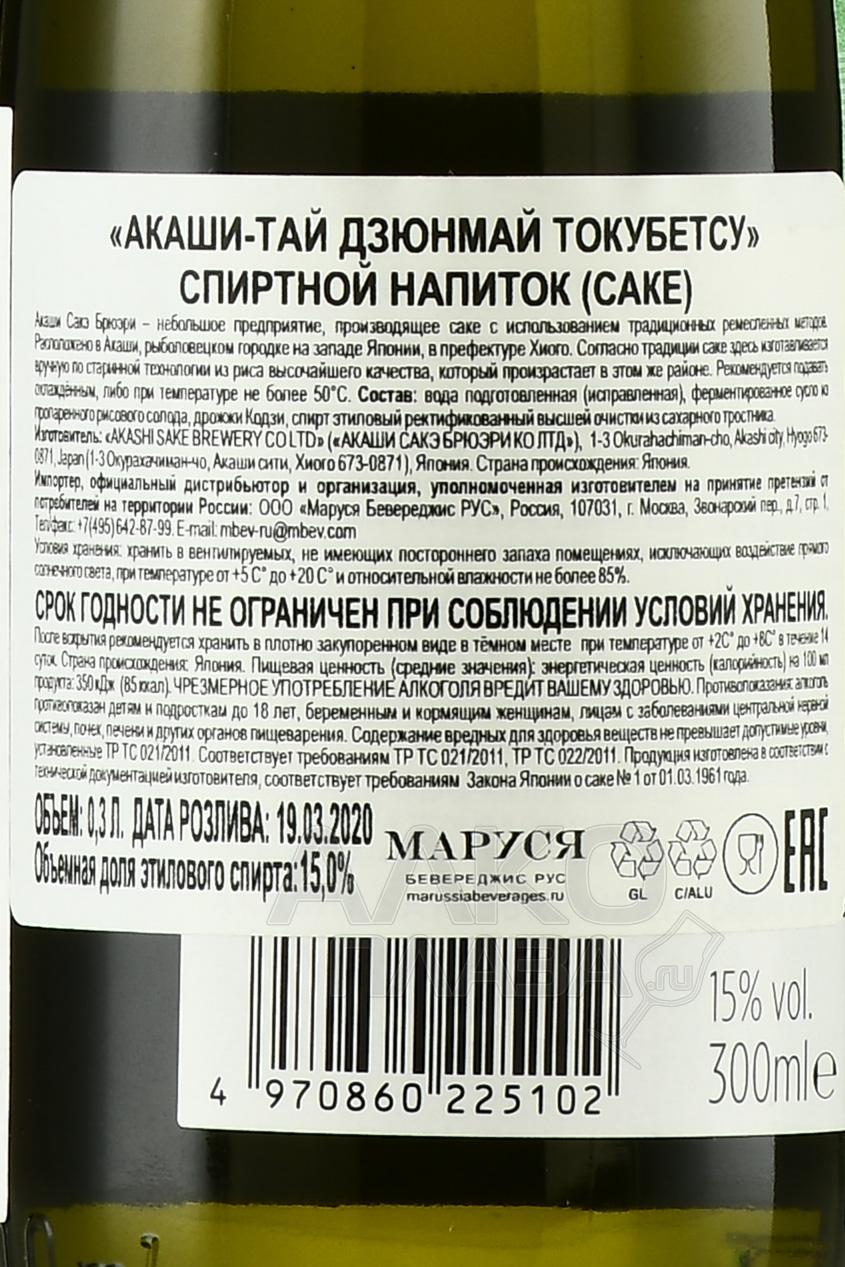 «АКАШИ-ТАЙ ДЗЮНМАЙ ТОКУБЕТСУ»
СПИРТНОЙ НАПИТОК (САКЕ)
Акаши Сакэ Брюэри – небольшое предприятие, производящее саке с использованием традиционных ремесленных методов.
Расположено в Акаши, рыболовецком городке на западе Японии, в префектуре Хиого. Согласно традиции саке здесь изготавливается
вручную по старинной технологии из риса высочайшего качества, который произрастает в этом же районе. Рекомендуется подавать
охлаждённым, либо при температуре не более 50°С. Состав: вода подготовленная (исправленная), ферментированное сусло из
пропаренного рисового солода, дрожжи Кодзи, спирт этиловый ректификованный высшей очистки из сахарного тростника.
Изготовитель: «AKASHI SAKE BREWERY CO LTD» («АКАШИ САКЭ БРЮЭРИ КО ЛТД»), 1-3 Okurahachiman-cho, Akashi city, Hyogo 673-
0871, Japan (1-3 Окурахачиман-чо, Акаши сити, Хиого 673-0871), Япония. Страна происхождения: Япония.
Импортер, официальный дистрибьютор и организация, уполномоченная изготовителем на принятие претензий от
потребителей на территории России: ООО «Маруся Бевереджис РУС», Россия, 107031, г. Москва, Звонарский пер., д.7, стр. 1,
Тел/факс: +7(495)642-87-99. E-mail: mbev-ru@mbev.com
Условия хранения: хранить в вентилируемых, не имеющих постороннего запаха помещениях, исключающих воздействие прямого
солнечного света, при температуре от +5 С° до +20 С° и относительной влажности не более 85%.
СРОК ГОДНОСТИ НЕ ОГРАНИЧЕН ПРИ СОБЛЮДЕНИИ УСЛОВИЙ ХРАНЕНИЯ.
После вскрытия рекомендуется хранить в плотно закупоренном виде в тёмном месте при температуре от +2С° до +8С° в течение 14
суток. Страна происхождения: Япония. Пищевая ценность (средние значения): энергетическая ценность (калорийность) на 100 мл
продукта: 350 кДж (85 ккал). ЧРЕЗМЕРНОЕ УПОТРЕБЛЕНИЕ АЛКОГОЛЯ ВРЕДИТ ВАШЕМУ ЗДОРОВЬЮ. Противопоказания: алкоголь
противопоказан детям и подросткам до 18 лет, беременным и кормящим женщинам, лицам с заболеваниями центральной нервной
системы, почек, печени и других органов пищеварения. Содержание вредных для здоровья веществ не превышает допустимые уровни,
установленные ТР ТС 021/2011. Соответствует требованиям ТР ТС 021/2011, ТР ТС 022/2011. Продукция изготовлена в соответствии с
технической документацией изготовителя, соответствует требованиям Закона Японии о саке № 1 от 01.03.1961 года.
ОБЪЕМ: 0,3 Л. ДАТА РОЗЛИВА: 19.03.2020
Объемная доля этилового спирта: 15,0%
МАРУСЯ
БЕВЕРЕДЖИС РУС
marussiabeverages.ru
GL
C/ALU
EAC
АЛКО
ПЛАВА.ru
15% vol.
300ml e
4 970860 225102